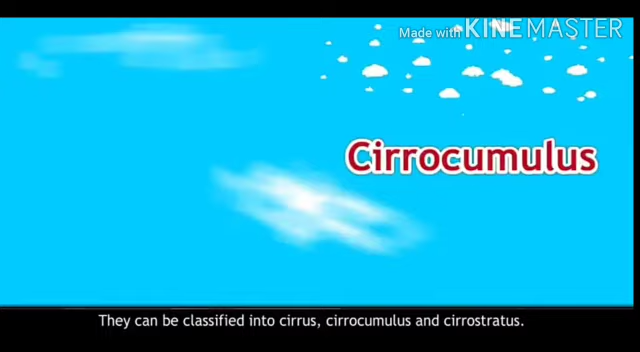 Made with KINEMASTER
Cirrocumulus
They can be classified into cirrus, cirrocumulus and cirrostratus.